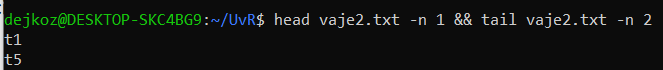 dejkoz@DESKTOP-SKC4BG9:~/UvR$ head vaje2.txt -n 1 && tail vaje2.txt -n 2
t1
t5